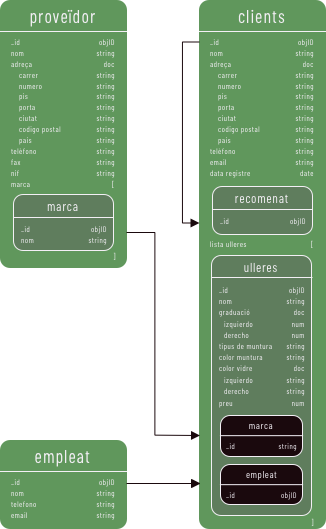 proveïdor
_id objID
nom string
adreça doc
carrer string
numero string
pis string
porta string
ciutat string
codigo postal string
pais string
telèfono string
fax string
nif string
marca [
marca
_id objID
nom string
]
empleat
_id objID
nom string
telefono string
email string
clients
_id objID
nom string
adreça doc
carrer string
numero string
pis string
porta string
ciutat string
codigo postal string
pais string
telèfono string
email string
data registre date
recomenat
_id objID
lista ulleres [
ulleres
_id objID
nom string
graduació doc
izquierdo num
derecho num
tipus de muntura string
color muntura string
color vidre doc
izquierdo string
derecho string
preu num
marca
_id string
empleat
_id objID
]